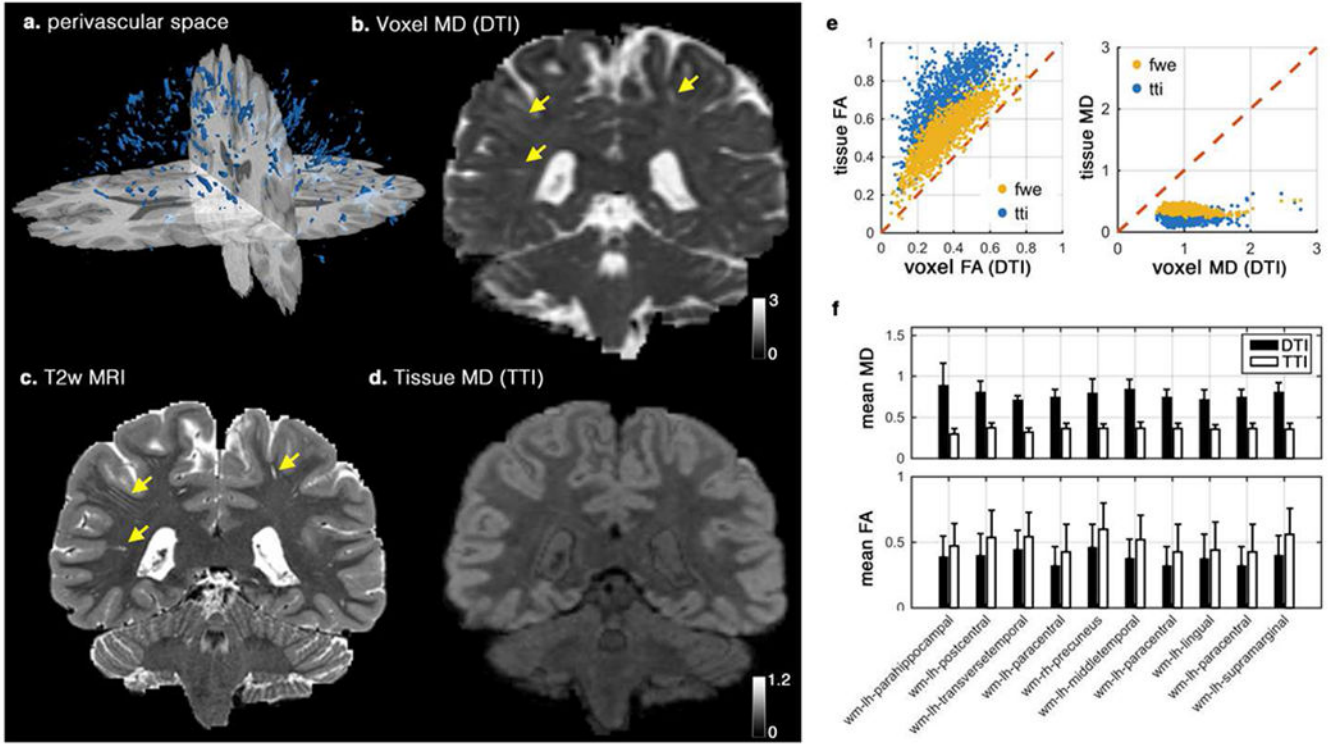 a. perivascular space
b. Voxel MD (DTI)
3
0
c. T2w MRI
d. Tissue MD (TTI)
1.2
0
e
1
0.8
0.6
0.4
0.2
0
tissue FA
fwe
tti
0 0.2 0.4 0.6 0.8 1
voxel FA (DTI)
3
2
1
0
tissue MD
fwe
tti
0 1 2 3
voxel MD (DTI)
f
1.5
1
0.5
0
mean MD
DTI
TTI
1
0.5
0
mean FA
wm-lh-parahippocampal
wm-lh-postcentral
wm-lh-transversetemporal
wm-lh-paracentral
wm-rh-precuneus
wm-lh-middletemporal
wm-lh-paracentral
wm-lh-lingual
wm-lh-paracentral
wm-lh-supramarginal